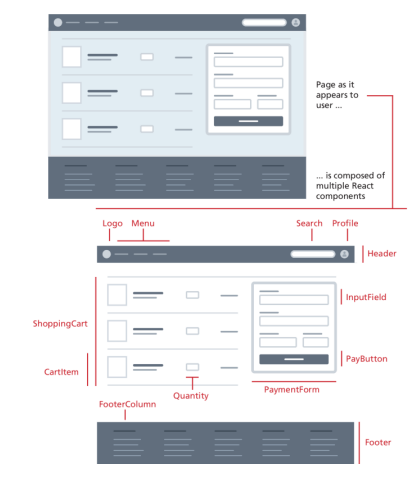 Page as it
appears to
user ...
... is composed of
multiple React
components
Logo Menu Search Profile
Header
InputField
ShoppingCart
PayButton
CartItem
Quantity
PaymentForm
FooterColumn
Footer